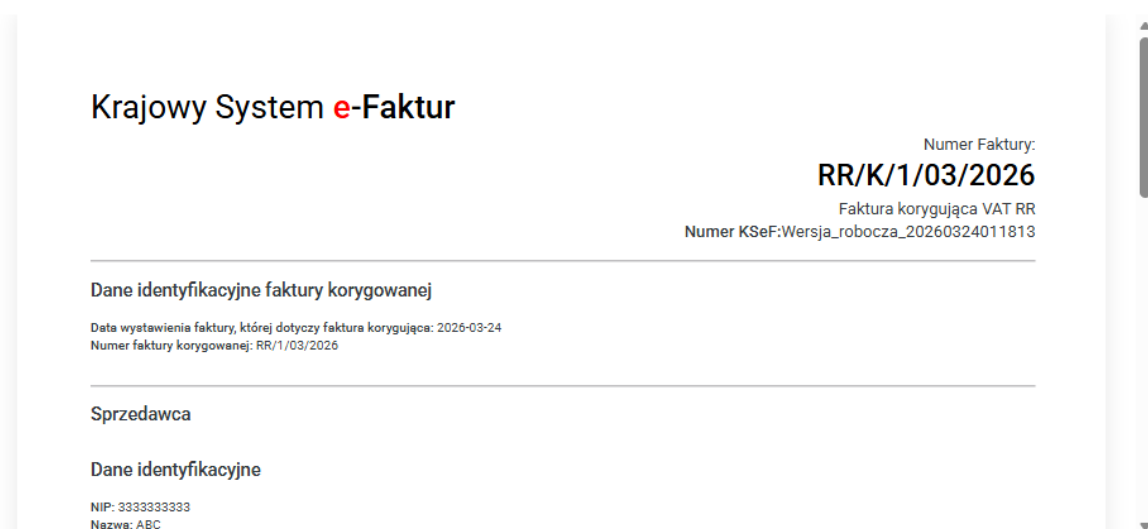 Krajowy System e-Faktur
Numer Faktury:
RR/K/1/03/2026
Faktura korygująca VAT RR
Numer KSeF:Wersja_robocza_20260324011813
Dane identyfikacyjne faktury korygowanej
Data wystawienia faktury, której dotyczy faktura korygująca: 2026-03-24
Numer faktury korygowanej: RR/1/03/2026
Sprzedawca
Dane identyfikacyjne
NIP: 3333333333
Nazwa: ABC